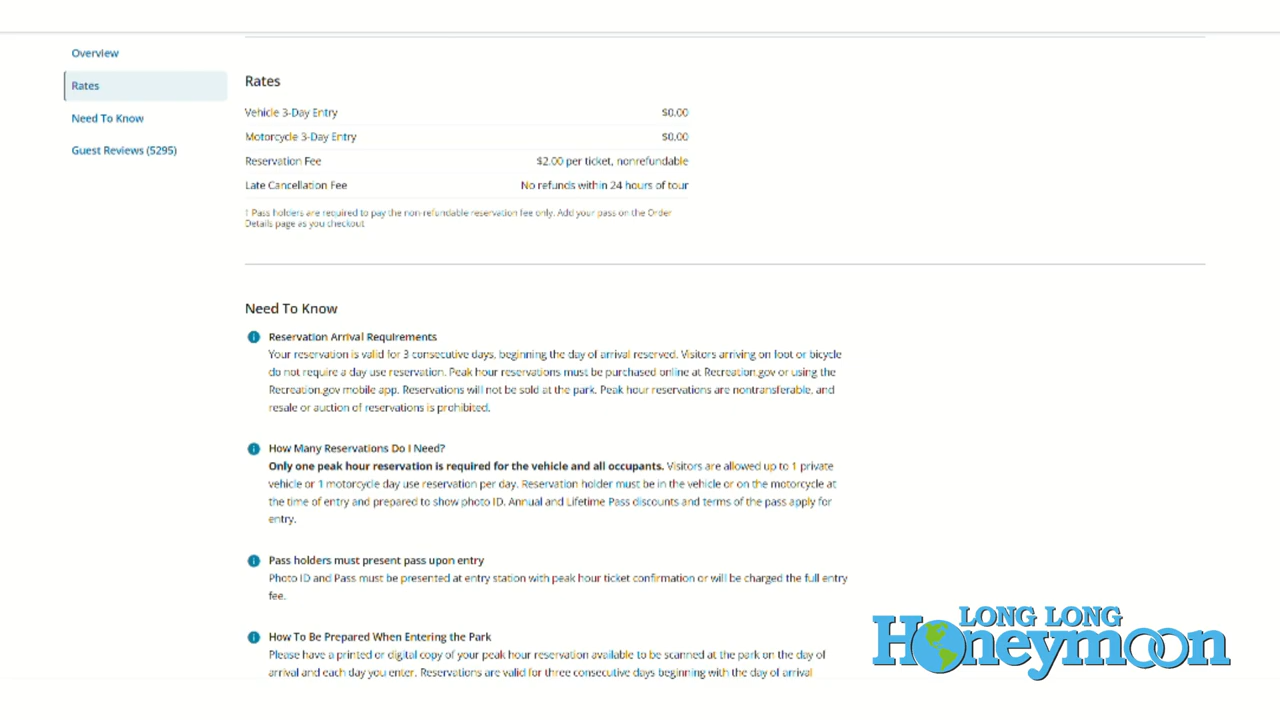 Overview
Rates
Need To Know
Guest Reviews (5295)
Rates
Vehicle 3-Day Entry $0.00
Motorcycle 3-Day Entry $0.00
Reservation Fee $2.00 per ticket, nonrefundable
Late Cancellation Fee No refunds within 24 hours of tour
1 Pass holders are required to pay the non-refundable reservation fee only. Add your pass on the Order
Details page as you checkout
Need To Know
Reservation Arrival Requirements
Your reservation is valid for 3 consecutive days, beginning the day of arrival reserved. Visitors arriving on foot or bicycle
do not require a day use reservation. Peak hour reservations must be purchased online at Recreation.gov or using the
Recreation.gov mobile app. Reservations will not be sold at the park. Peak hour reservations are nontransferable, and
resale or auction of reservations is prohibited.
How Many Reservations Do I Need?
Only one peak hour reservation is required for the vehicle and all occupants. Visitors are allowed up to 1 private
vehicle or 1 motorcycle day use reservation per day. Reservation holder must be in the vehicle or on the motorcycle at
the time of entry and prepared to show photo ID. Annual and Lifetime Pass discounts and terms of the pass apply for
entry.
Pass holders must present pass upon entry
Photo ID and Pass must be presented at entry station with peak hour ticket confirmation or will be charged the full entry
fee.
How To Be Prepared When Entering the Park
Please have a printed or digital copy of your peak hour reservation available to be scanned at the park on the day of
arrival and each day you enter. Reservations are valid for three consecutive days beginning with the day of arrival
LONG LONG
Honeymoon